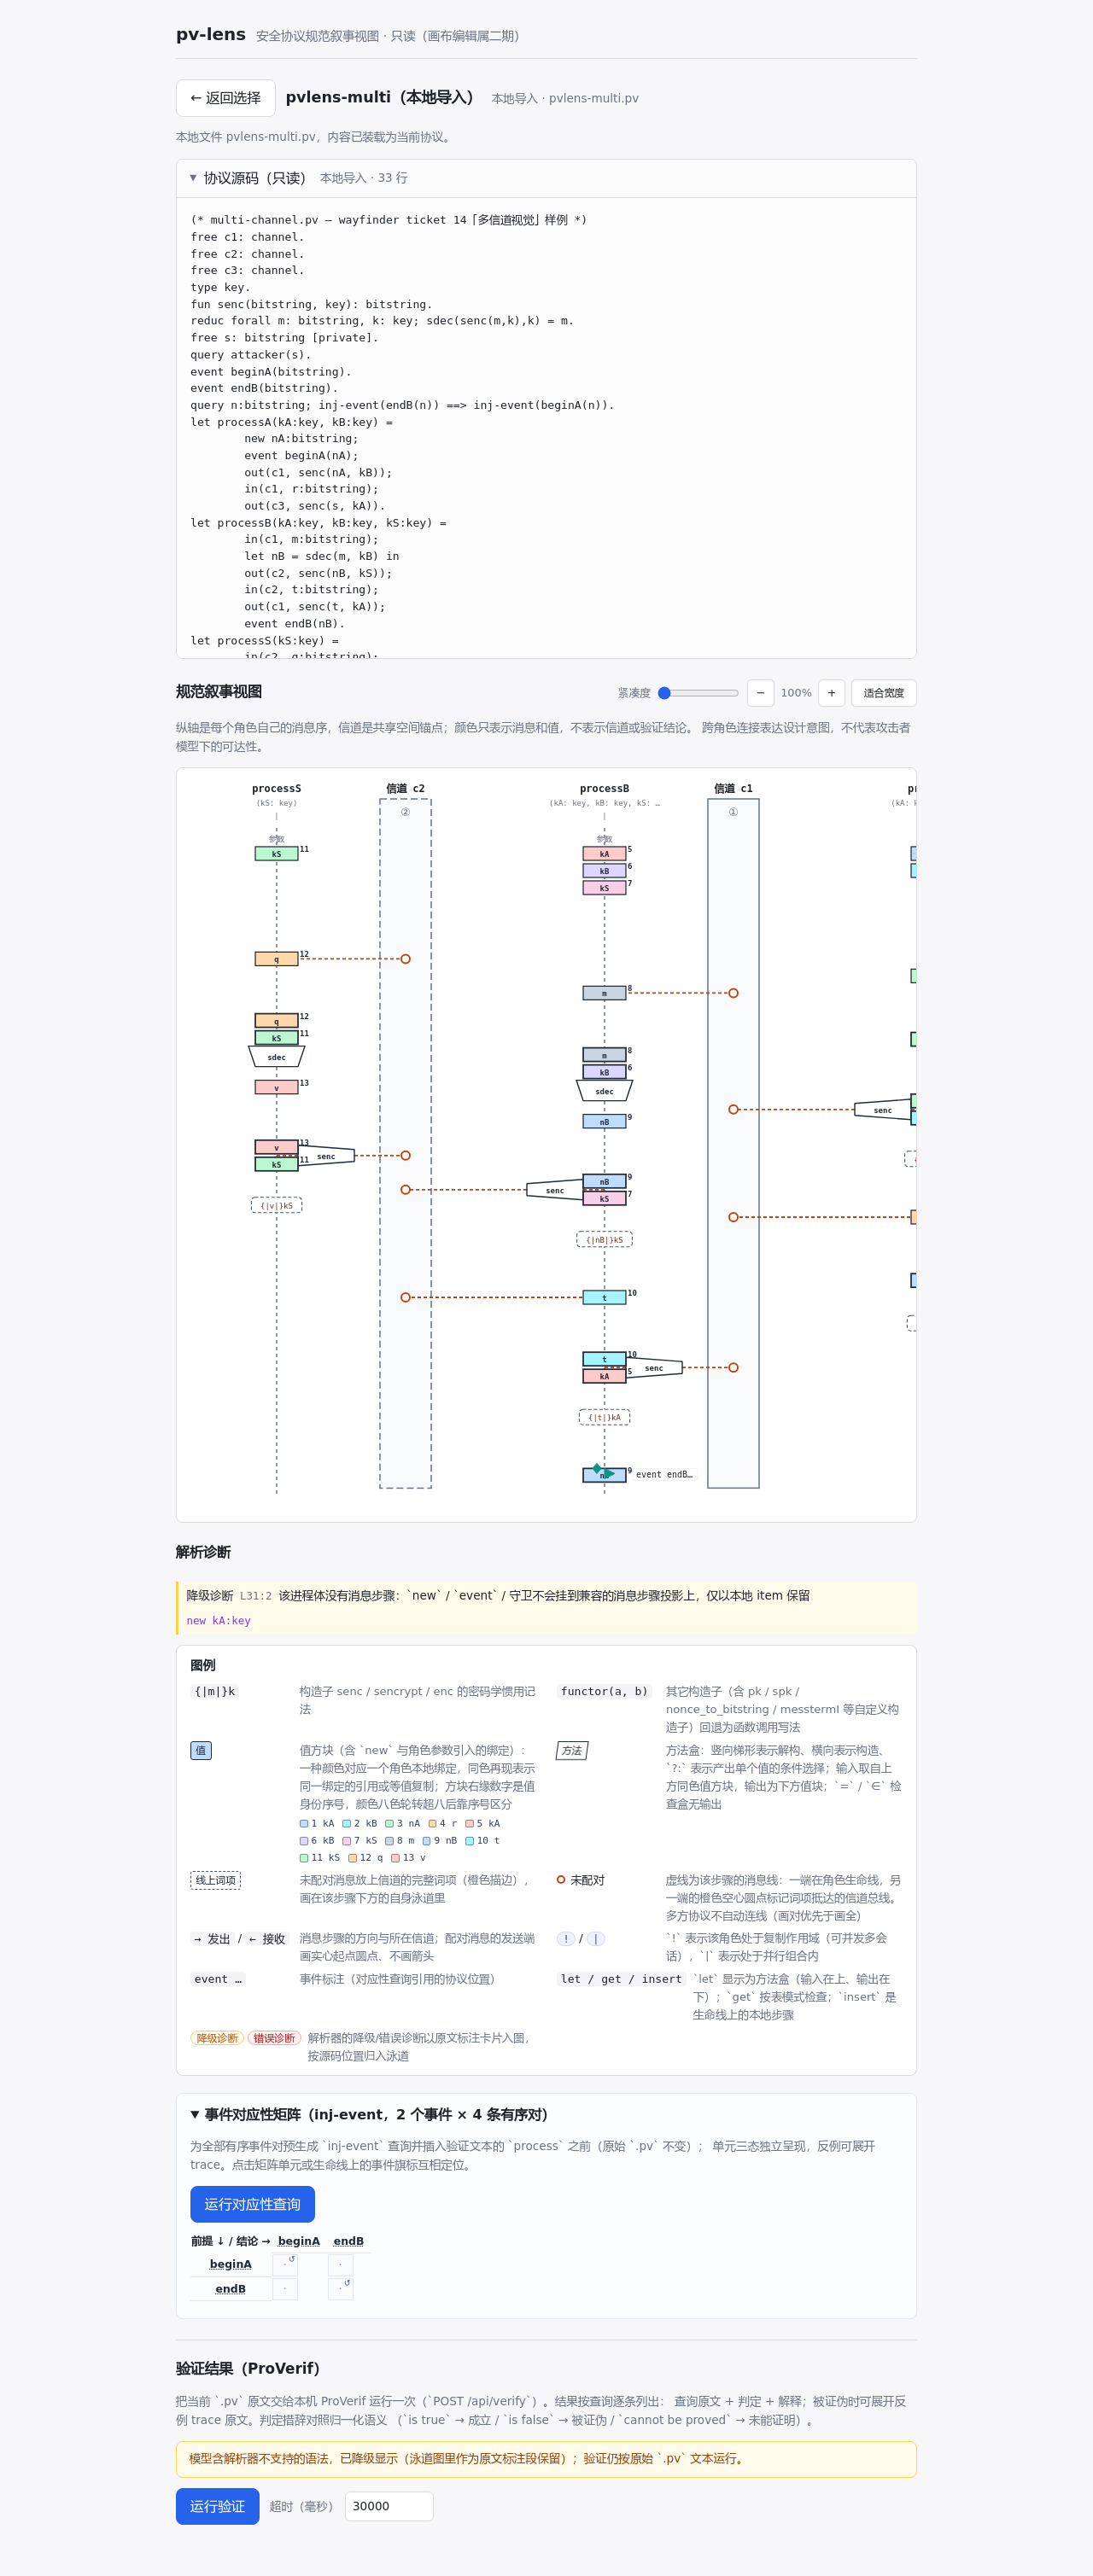 pv-lens 安全协议规范叙事视图 · 只读（画布编辑属二期）
← 返回选择 pvlens-multi（本地导入） 本地导入 · pvlens-multi.pv
本地文件 pvlens-multi.pv，内容已装载为当前协议。
▼ 协议源码（只读） 本地导入 · 33 行
(* multi-channel.pv — wayfinder ticket 14「多信道视觉」样例 *)
free c1: channel.
free c2: channel.
free c3: channel.
type key.
fun senc(bitstring, key): bitstring.
reduc forall m: bitstring, k: key; sdec(senc(m,k),k) = m.
free s: bitstring [private].
query attacker(s).
event beginA(bitstring).
event endB(bitstring).
query n:bitstring; inj-event(endB(n)) ==> inj-event(beginA(n)).
let processA(kA:key, kB:key) =
new nA:bitstring;
event beginA(nA);
out(c1, senc(nA, kB));
in(c1, r:bitstring);
out(c3, senc(s, kA)).
let processB(kA:key, kB:key, kS:key) =
in(c1, m:bitstring);
let nB = sdec(m, kB) in
out(c2, senc(nB, kS));
in(c2, t:bitstring);
out(c1, senc(t, kA));
event endB(nB).
let processS(kS:key) =
in(c2, q:bitstring);
规范叙事视图 紧凑度 − 100% + 适合宽度
纵轴是每个角色自己的消息序，信道是共享空间锚点；颜色只表示消息和值，不表示信道或验证结论。 跨角色连接表达设计意图，不代表攻击者
模型下的可达性。
processS 信道 c2 processB 信道 c1 pr
(kS: key) ② (kA: key, kB: key, kS: … ① (kA: k
参数 参数
kS 11 kA 5
kB 6
kS 7
q 12
m 8
q 12
kS 11
sdec
m 8
kB 6
sdec
v 13
nB 9
senc
v 13
kS 11
senc
nB 9
kS 7
senc
{|v|}kS
{|nB|}kS
t 10
t 10
kA 5
senc
{|t|}kA
9 event endB…
解析诊断
降级诊断 L31:2 该进程体没有消息步骤：`new` / `event` / 守卫不会挂到兼容的消息步骤投影上，仅以本地 item 保留
new kA:key
图例
{|m|}k 构造子 senc / sencrypt / enc 的密码学惯用记
法
functor(a, b) 其它构造子（含 pk / spk /
nonce_to_bitstring / messtermI 等自定义构
造子）回退为函数调用写法
值 值方块（含 `new` 与角色参数引入的绑定）：
一种颜色对应一个角色本地绑定，同色再现表示
同一绑定的引用或等值复制；方块右缘数字是值
身份序号，颜色八色轮转超八后靠序号区分
1 kA 2 kB 3 nA 4 r 5 kA
6 kB 7 kS 8 m 9 nB 10 t
11 kS 12 q 13 v
方法 方法盒：竖向梯形表示解构、横向表示构造、
`?:` 表示产出单个值的条件选择；输入取自上
方同色值方块，输出为下方值块；`=` / `∈` 检
查盒无输出
线上词项 未配对消息放上信道的完整词项（橙色描边），
画在该步骤下方的自身泳道里
未配对 虚线为该步骤的消息线：一端在角色生命线，另
一端的橙色空心圆点标记词项抵达的信道总线。
多方协议不自动连线（画对优先于画全）
→ 发出 / ← 接收 消息步骤的方向与所在信道；配对消息的发送端
画实心起点圆点、不画箭头
! / | `!` 表示该角色处于复制作用域（可并发多会
话），`|` 表示处于并行组合内
event … 事件标注（对应性查询引用的协议位置）
let / get / insert `let` 显示为方法盒（输入在上、输出在
下）；`get` 按表模式检查；`insert` 是
生命线上的本地步骤
降级诊断 错误诊断 解析器的降级/错误诊断以原文标注卡片入图，
按源码位置归入泳道
▼ 事件对应性矩阵（inj-event，2 个事件 × 4 条有序对）
为全部有序事件对预生成 `inj-event` 查询并插入验证文本的 `process` 之前（原始 `.pv` 不变）； 单元三态独立呈现，反例可展开
trace。点击矩阵单元或生命线上的事件旗标互相定位。
运行对应性查询
前提 ↓ / 结论 → beginA endB
beginA · ↺ ·
endB · · ↺
验证结果（ProVerif）
把当前 `.pv` 原文交给本机 ProVerif 运行一次（`POST /api/verify`）。结果按查询逐条列出： 查询原文 + 判定 + 解释；被证伪时可展开反
例 trace 原文。判定措辞对照归一化语义 （`is true` → 成立 / `is false` → 被证伪 / `cannot be proved` → 未能证明）。
模型含解析器不支持的语法，已降级显示（泳道图里作为原文标注段保留）；验证仍按原始 `.pv` 文本运行。
运行验证 超时（毫秒） 30000